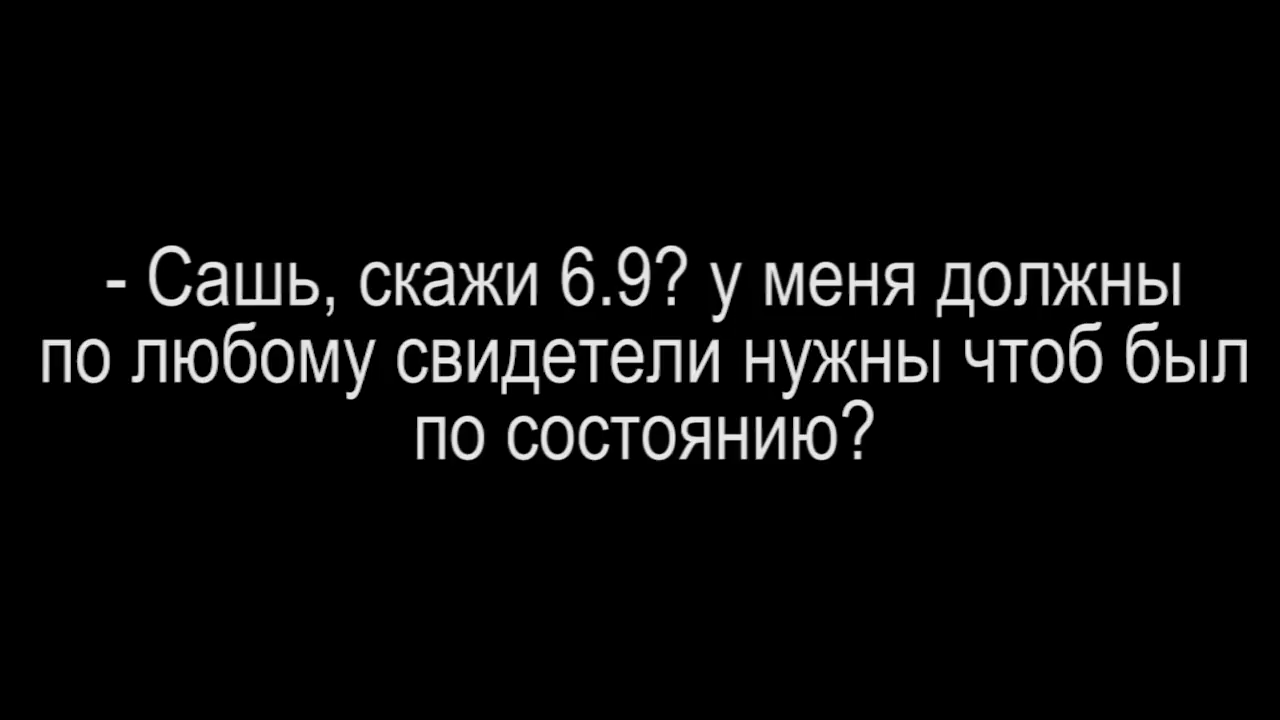 - Сашь, скажи 6.9? у меня должны
по любому свидетели нужны чтоб был
по состоянию?